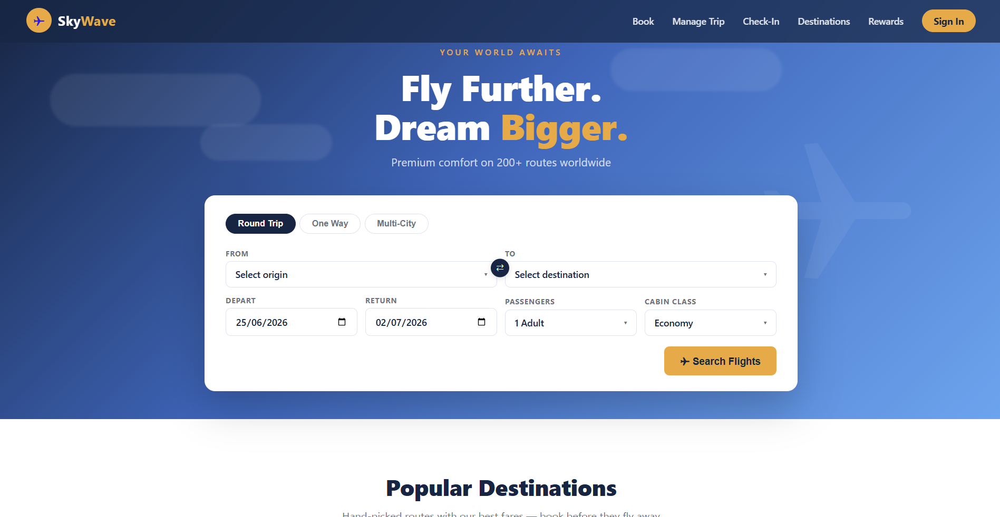 SkyWave
Book Manage Trip Check-In Destinations Rewards Sign In
YOUR WORLD AWAITS
Fly Further.
Dream Bigger.
Premium comfort on 200+ routes worldwide
Round Trip One Way Multi-City
FROM TO
Select origin Select destination
DEPART RETURN PASSENGERS CABIN CLASS
25/06/2026 02/07/2026 1 Adult Economy
Search Flights
Popular Destinations
Hand-picked routes with our best fares — book before they fly away